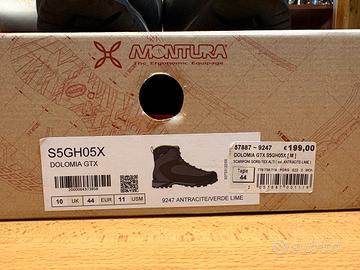 MONTURA
The Ergonomic Equipage
S5GH05X
DOLOMIA GTX
57887 ~ 9247
€199,00
DOLOMIA GTX S5GH05X [ M ]
Taglia
44
10 UK 44 EUR 11 USM
9247 ANTRACITE/VERDE LIME
subito